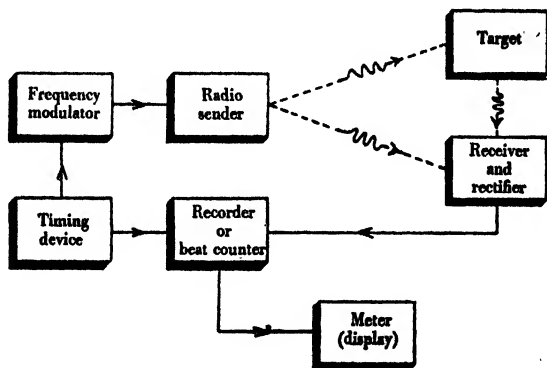 Target
Frequency
modulator
Radio
sender
Receiver
and
rectifier
Timing
device
Recorder
or
beat counter
Meter
(display)